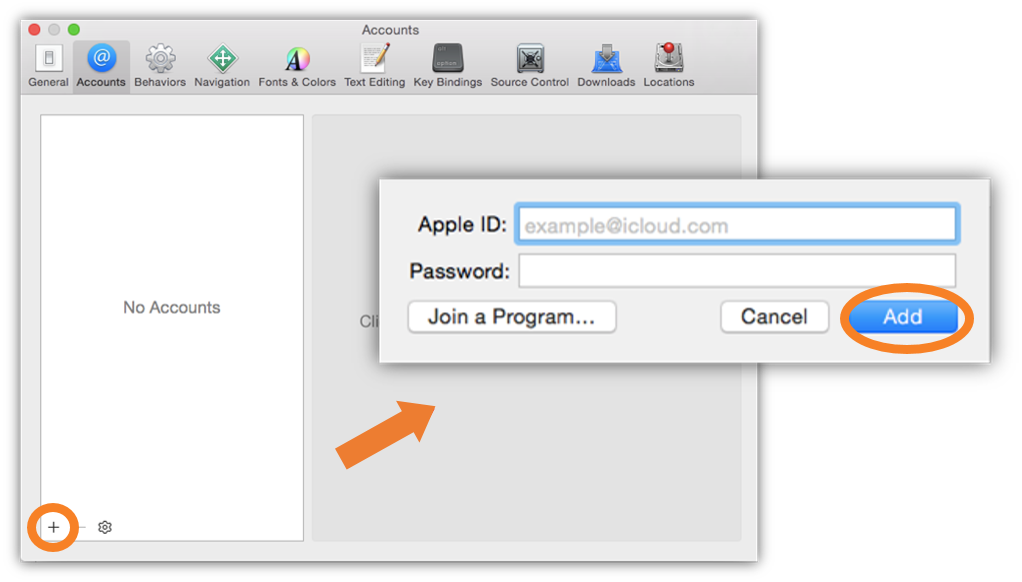 Accounts
General Accounts Behaviors Navigation Fonts & Colors Text Editing Key Bindings Source Control Downloads Locations
Apple ID: example@icloud.com
Password:
No Accounts
Cli
Join a Program... Cancel Add